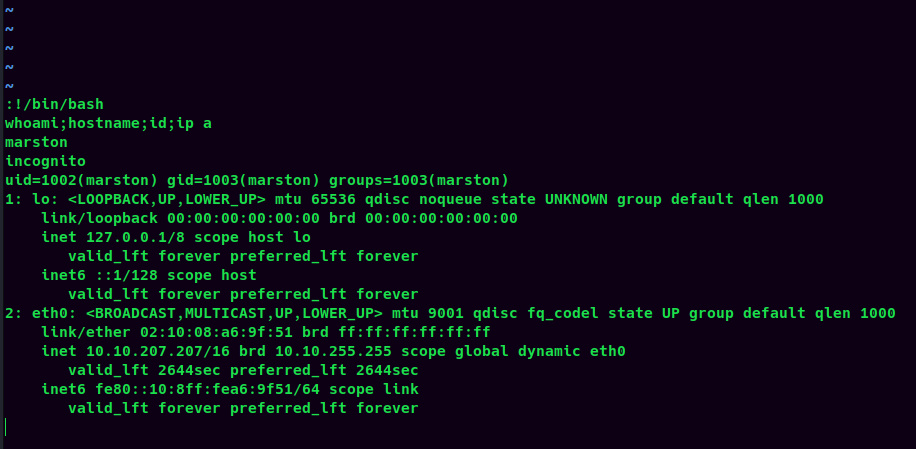 ~
~
~
~
~
:!/bin/bash
whoami;hostname;id;ip a
marston
incognito
uid=1002(marston) gid=1003(marston) groups=1003(marston)
1: lo: <LOOPBACK,UP,LOWER_UP> mtu 65536 qdisc noqueue state UNKNOWN group default qlen 1000
    link/loopback 00:00:00:00:00:00 brd 00:00:00:00:00:00
    inet 127.0.0.1/8 scope host lo
       valid_lft forever preferred_lft forever
    inet6 ::1/128 scope host
       valid_lft forever preferred_lft forever
2: eth0: <BROADCAST,MULTICAST,UP,LOWER_UP> mtu 9001 qdisc fq_codel state UP group default qlen 1000
    link/ether 02:10:08:a6:9f:51 brd ff:ff:ff:ff:ff:ff
    inet 10.10.207.207/16 brd 10.10.255.255 scope global dynamic eth0
       valid_lft 2644sec preferred_lft 2644sec
    inet6 fe80::10:8ff:fea6:9f51/64 scope link
       valid_lft forever preferred_lft forever